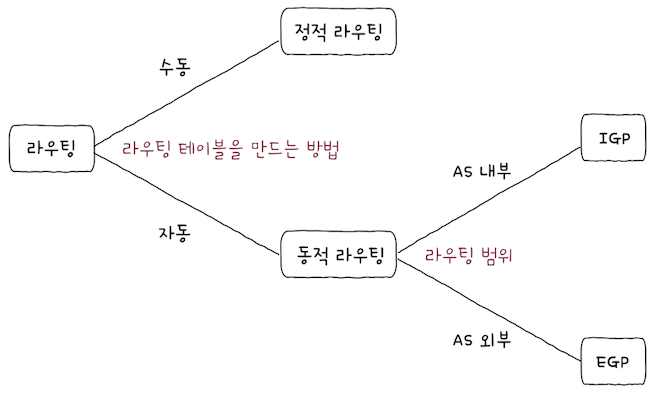 정적 라우팅
수동
라우팅
라우팅 테이블을 만드는 방법
IGP
AS 내부
자동
동적 라우팅
라우팅 범위
AS 외부
EGP